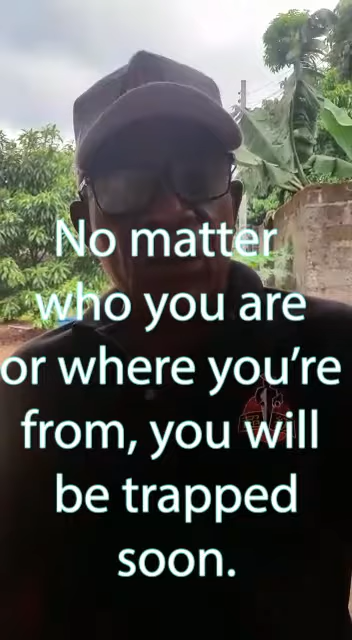 No matter
who you are
or where you're
from, you will
be trapped
soon.